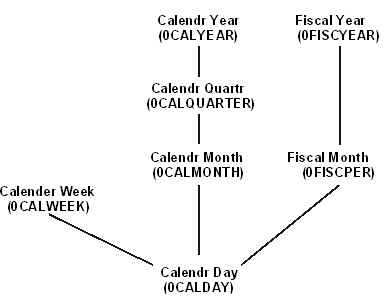 Calendr Year
(0CALYEAR)
Fiscal Year
(0FISCYEAR)
Calendr Quartr
(0CALQUARTER)
Calendr Month
(0CALMONTH)
Fiscal Month
(0FISCPER)
Calender Week
(0CALWEEK)
Calendr Day
(0CALDAY)